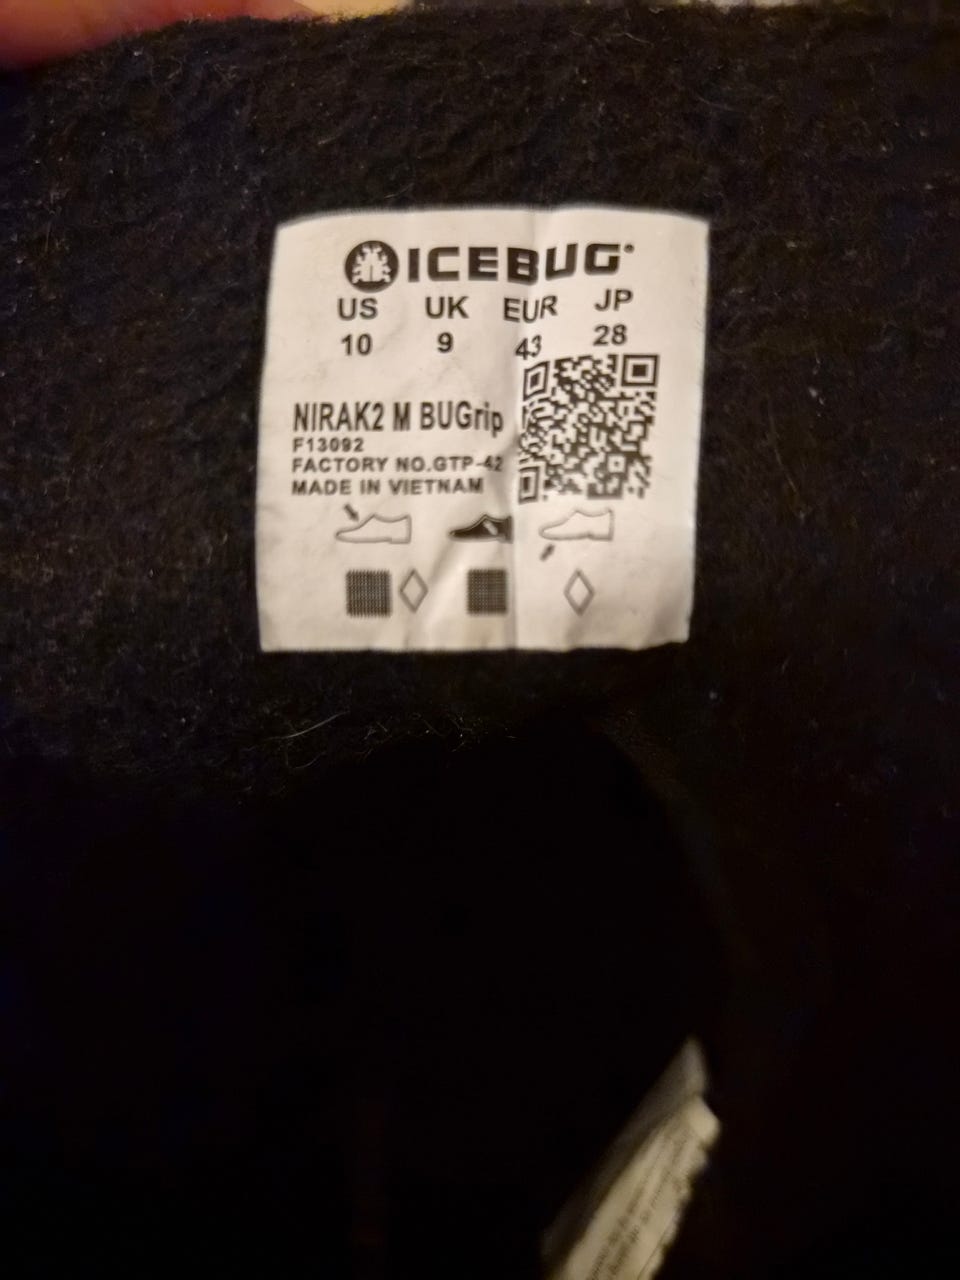 ICEBUG®
US UK EUR JP
10 9 43 28
NIRAK2 M BUGrip
F13092
FACTORY NO.GTP-42
MADE IN VIETNAM